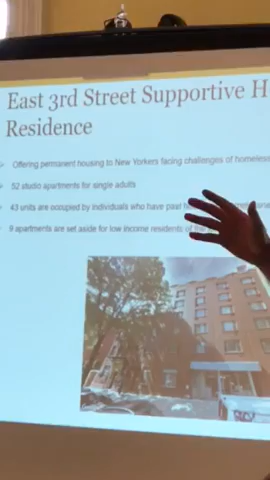 East 3rd Street Supportive H
Residence
Offering permanent housing to New Yorkers facing challenges of homeless
52 studio apartments for single adults
43 units are occupied by individuals who have past
9 apartments are set aside for low income residents of the